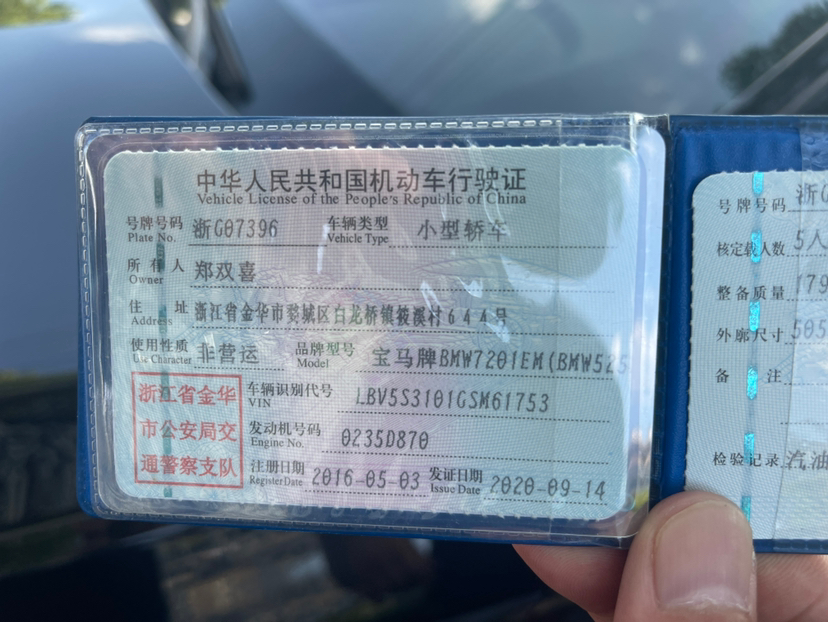 中华人民共和国机动车行驶证
Vehicle License of the People's Republic of China
号牌号码 浙G07396 车辆类型 小型轿车
Plate No. Vehicle Type
所有人 郑双喜
Owner
住址 浙江省金华市婺城区白龙桥镇筱溪村644号
Address
使用性质 非营运 品牌型号 宝马牌BMW7201EM(BMW525
Use Character Model
浙江省金华
市公安局交
通警察支队
车辆识别代号 LBV5S3101GSM61753
VIN
发动机号码 0235D870
Engine No.
注册日期 2016-05-03 发证日期 2020-09-14
Register Date Issue Date
号牌号码 浙G
核定载人数 5人
整备质量 179
外廓尺寸 505
备注
检验记录 汽油